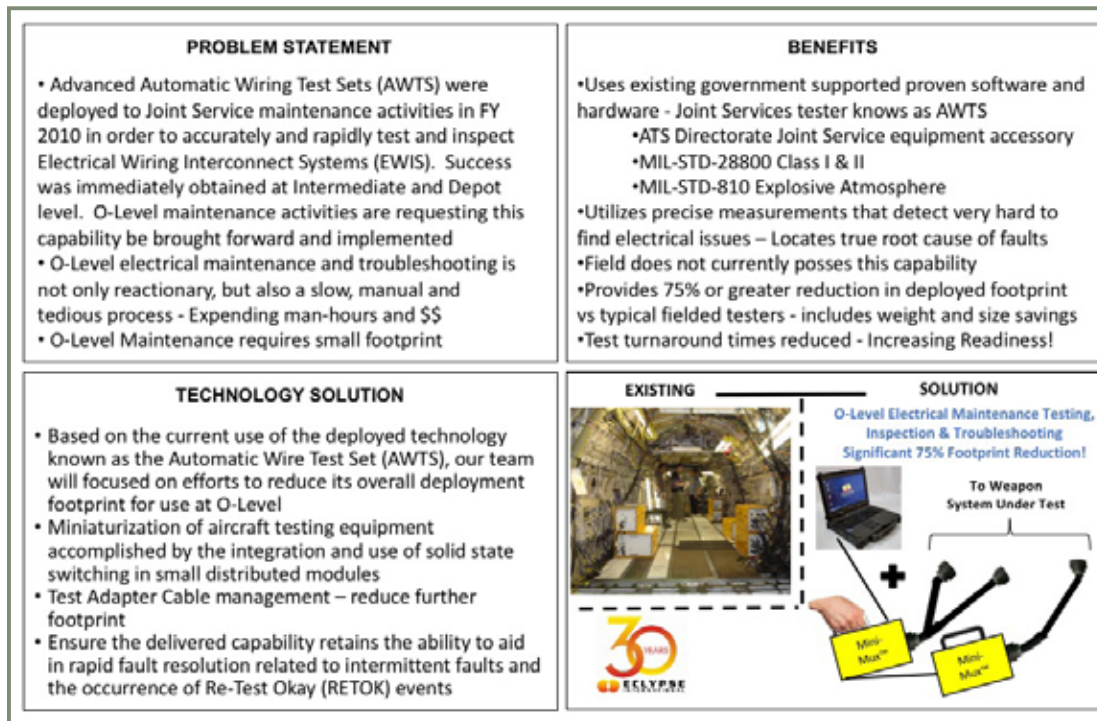 PROBLEM STATEMENT
• Advanced Automatic Wiring Test Sets (AWTS) were
deployed to Joint Service maintenance activities in FY
2010 in order to accurately and rapidly test and inspect
Electrical Wiring Interconnect Systems (EWIS).  Success
was immediately obtained at Intermediate and Depot
level.  O-Level maintenance activities are requesting this
capability be brought forward and implemented
• O-Level electrical maintenance and troubleshooting is
not only reactionary, but also a slow, manual and
tedious process - Expending man-hours and $$
• O-Level Maintenance requires small footprint
BENEFITS
•Uses existing government supported proven software and
hardware - Joint Services tester knows as AWTS
•ATS Directorate Joint Service equipment accessory
•MIL-STD-28800 Class I & II
•MIL-STD-810 Explosive Atmosphere
•Utilizes precise measurements that detect very hard to
find electrical issues – Locates true root cause of faults
•Field does not currently posses this capability
•Provides 75% or greater reduction in deployed footprint
vs typical fielded testers - includes weight and size savings
•Test turnaround times reduced - Increasing Readiness!
TECHNOLOGY SOLUTION
• Based on the current use of the deployed technology
known as the Automatic Wire Test Set (AWTS), our team
will focused on efforts to reduce its overall deployment
footprint for use at O-Level
• Miniaturization of aircraft testing equipment
accomplished by the integration and use of solid state
switching in small distributed modules
• Test Adapter Cable management – reduce further
footprint
• Ensure the delivered capability retains the ability to aid
in rapid fault resolution related to intermittent faults and
the occurrence of Re-Test Okay (RETOK) events
EXISTING
SOLUTION
O-Level Electrical Maintenance Testing,
Inspection & Troubleshooting
Significant 75% Footprint Reduction!
To Weapon
System Under Test
+
Mini-
Mux™
Mini-
Mux™
30
YEARS
ECLYPSE
INTERNATIONAL